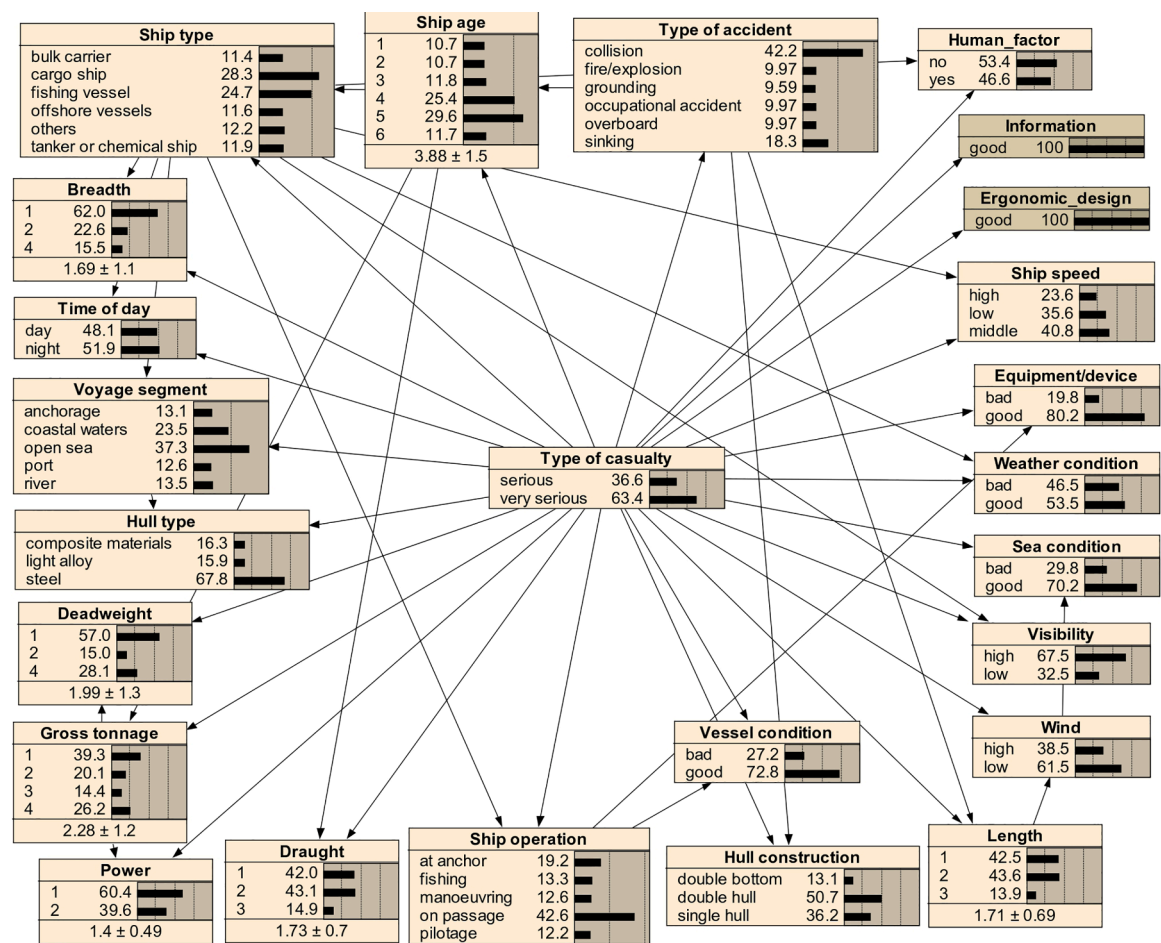 Ship type
bulk carrier 11.4
cargo ship 28.3
fishing vessel 24.7
offshore vessels 11.6
others 12.2
tanker or chemical ship 11.9
Ship age
1 10.7
2 10.7
3 11.8
4 25.4
5 29.6
6 11.7
3.88 ± 1.5
Type of accident
collision 42.2
fire/explosion 9.97
grounding 9.59
occupational accident 9.97
overboard 9.97
sinking 18.3
Human_factor
no 53.4
yes 46.6
Information
good 100
Ergonomic_design
good 100
Breadth
1 62.0
2 22.6
4 15.5
1.69 ± 1.1
Ship speed
high 23.6
low 35.6
middle 40.8
Time of day
day 48.1
night 51.9
Voyage segment
anchorage 13.1
coastal waters 23.5
open sea 37.3
port 12.6
river 13.5
Equipment/device
bad 19.8
good 80.2
Type of casualty
serious 36.6
very serious 63.4
Weather condition
bad 46.5
good 53.5
Hull type
composite materials 16.3
light alloy 15.9
steel 67.8
Sea condition
bad 29.8
good 70.2
Deadweight
1 57.0
2 15.0
4 28.1
1.99 ± 1.3
Visibility
high 67.5
low 32.5
Gross tonnage
1 39.3
2 20.1
3 14.4
4 26.2
2.28 ± 1.2
Vessel condition
bad 27.2
good 72.8
Wind
high 38.5
low 61.5
Power
1 60.4
2 39.6
1.4 ± 0.49
Draught
1 42.0
2 43.1
3 14.9
1.73 ± 0.7
Ship operation
at anchor 19.2
fishing 13.3
manoeuvring 12.6
on passage 42.6
pilotage 12.2
Hull construction
double bottom 13.1
double hull 50.7
single hull 36.2
Length
1 42.5
2 43.6
3 13.9
1.71 ± 0.69